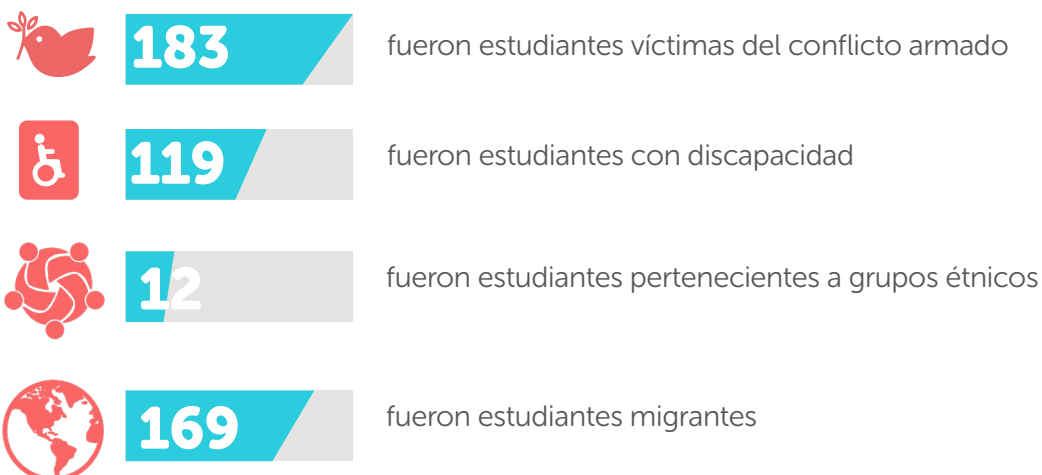 183 fueron estudiantes víctimas del conflicto armado
119 fueron estudiantes con discapacidad
12 fueron estudiantes pertenecientes a grupos étnicos
169 fueron estudiantes migrantes